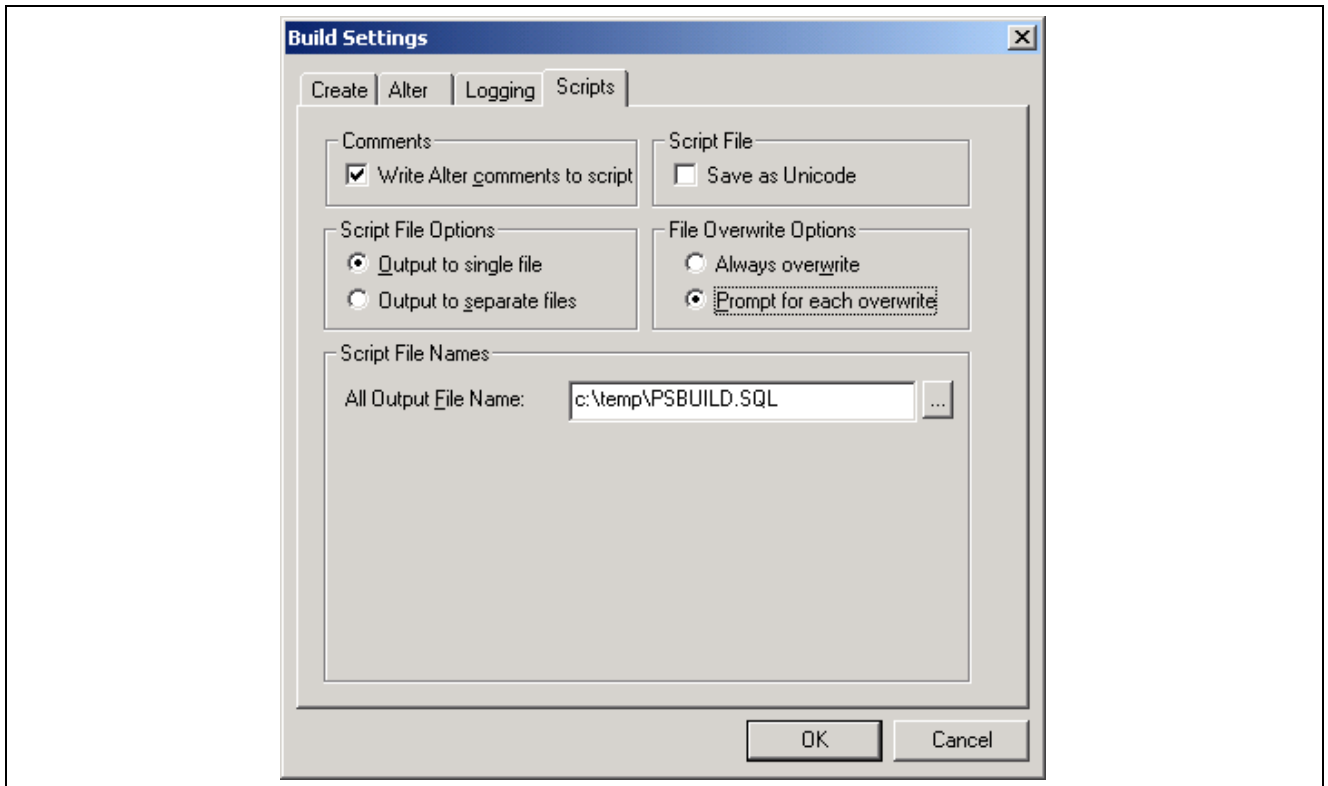 Build Settings
Create Alter Logging Scripts
Comments
Write Alter comments to script
Script File
Save as Unicode
Script File Options
Output to single file
Output to separate files
File Overwrite Options
Always overwrite
Prompt for each overwrite
Script File Names
All Output File Name: c:\temp\PSBUILD.SQL ...
OK Cancel